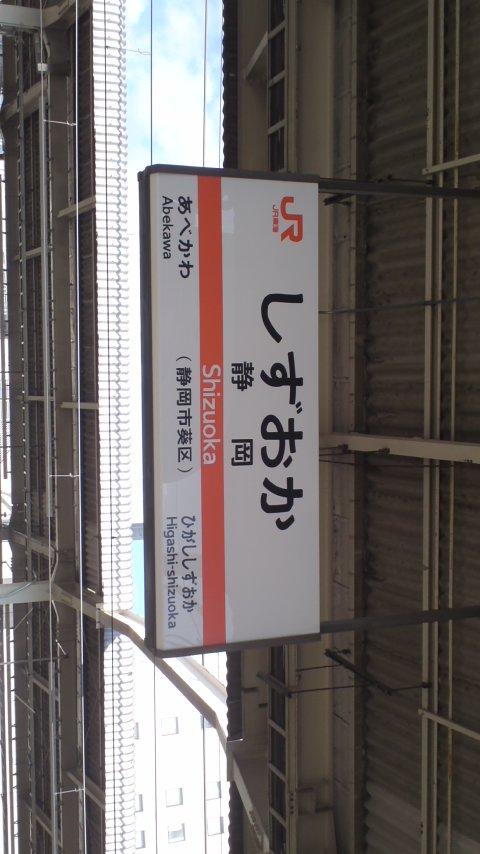 JR
JR東海
しずおか
静岡
Shizuoka
あべかわ
Abekawa
(静岡市葵区)
ひがししずおか
Higashi-shizuoka